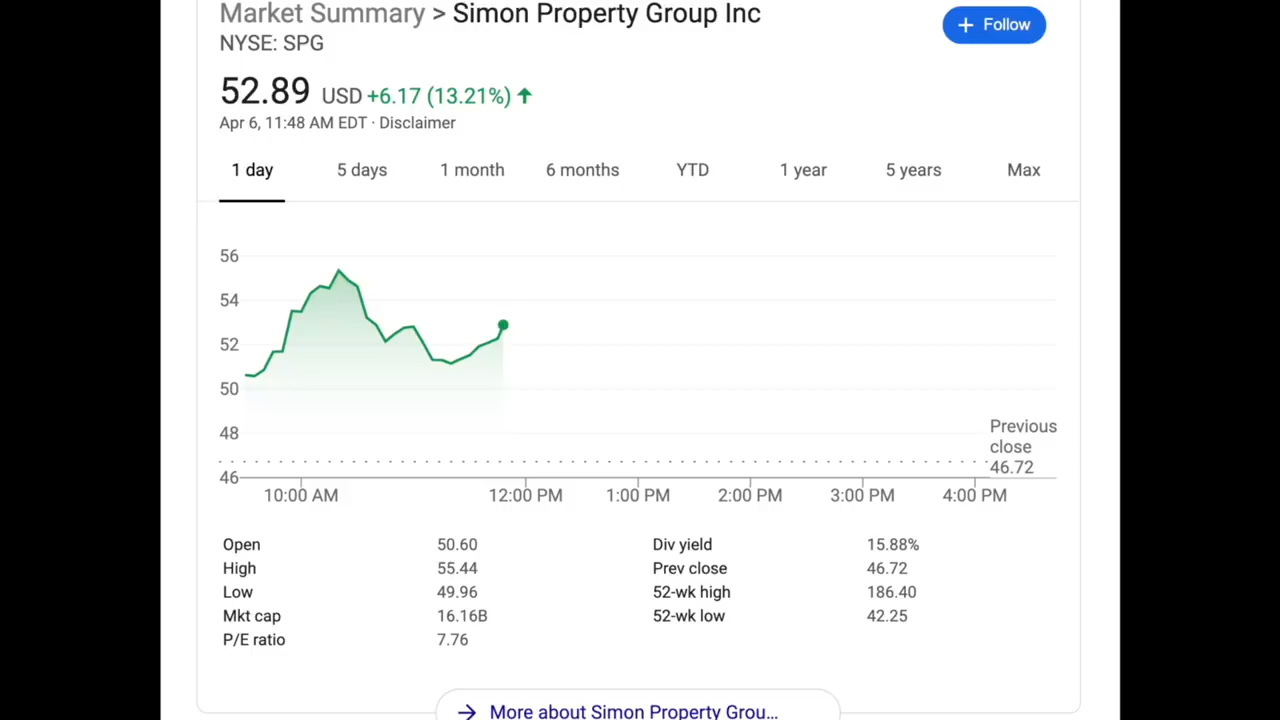 Market Summary > Simon Property Group Inc
+ Follow
NYSE: SPG
52.89 USD +6.17 (13.21%) ↑
Apr 6, 11:48 AM EDT · Disclaimer
1 day 5 days 1 month 6 months YTD 1 year 5 years Max
56
54
52
50
48
46
Previous
close
46.72
10:00 AM 12:00 PM 1:00 PM 2:00 PM 3:00 PM 4:00 PM
Open 50.60 Div yield 15.88%
High 55.44 Prev close 46.72
Low 49.96 52-wk high 186.40
Mkt cap 16.16B 52-wk low 42.25
P/E ratio 7.76
→ More about Simon Property Grou...